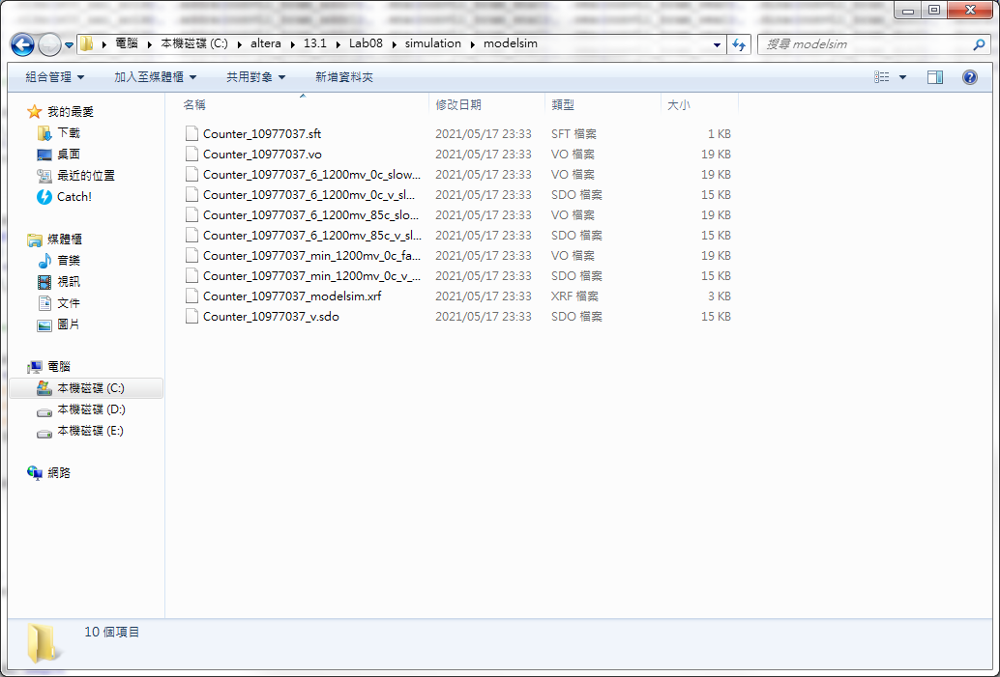 電腦 ▸ 本機磁碟 (C:) ▸ altera ▸ 13.1 ▸ Lab08 ▸ simulation ▸ modelsim
搜尋 modelsim
組合管理 加入至媒體櫃 共用對象 新增資料夾
我的最愛
下載
桌面
最近的位置
Catch!
媒體櫃
音樂
視訊
文件
圖片
電腦
本機磁碟 (C:)
本機磁碟 (D:)
本機磁碟 (E:)
網路
名稱 修改日期 類型 大小
Counter_10977037.sft 2021/05/17 23:33 SFT 檔案 1 KB
Counter_10977037.vo 2021/05/17 23:33 VO 檔案 19 KB
Counter_10977037_6_1200mv_0c_slow... 2021/05/17 23:33 VO 檔案 19 KB
Counter_10977037_6_1200mv_0c_v_sl... 2021/05/17 23:33 SDO 檔案 15 KB
Counter_10977037_6_1200mv_85c_slo... 2021/05/17 23:33 VO 檔案 19 KB
Counter_10977037_6_1200mv_85c_v_sl... 2021/05/17 23:33 SDO 檔案 15 KB
Counter_10977037_min_1200mv_0c_fa... 2021/05/17 23:33 VO 檔案 19 KB
Counter_10977037_min_1200mv_0c_v_... 2021/05/17 23:33 SDO 檔案 15 KB
Counter_10977037_modelsim.xrf 2021/05/17 23:33 XRF 檔案 3 KB
Counter_10977037_v.sdo 2021/05/17 23:33 SDO 檔案 15 KB
10 個項目